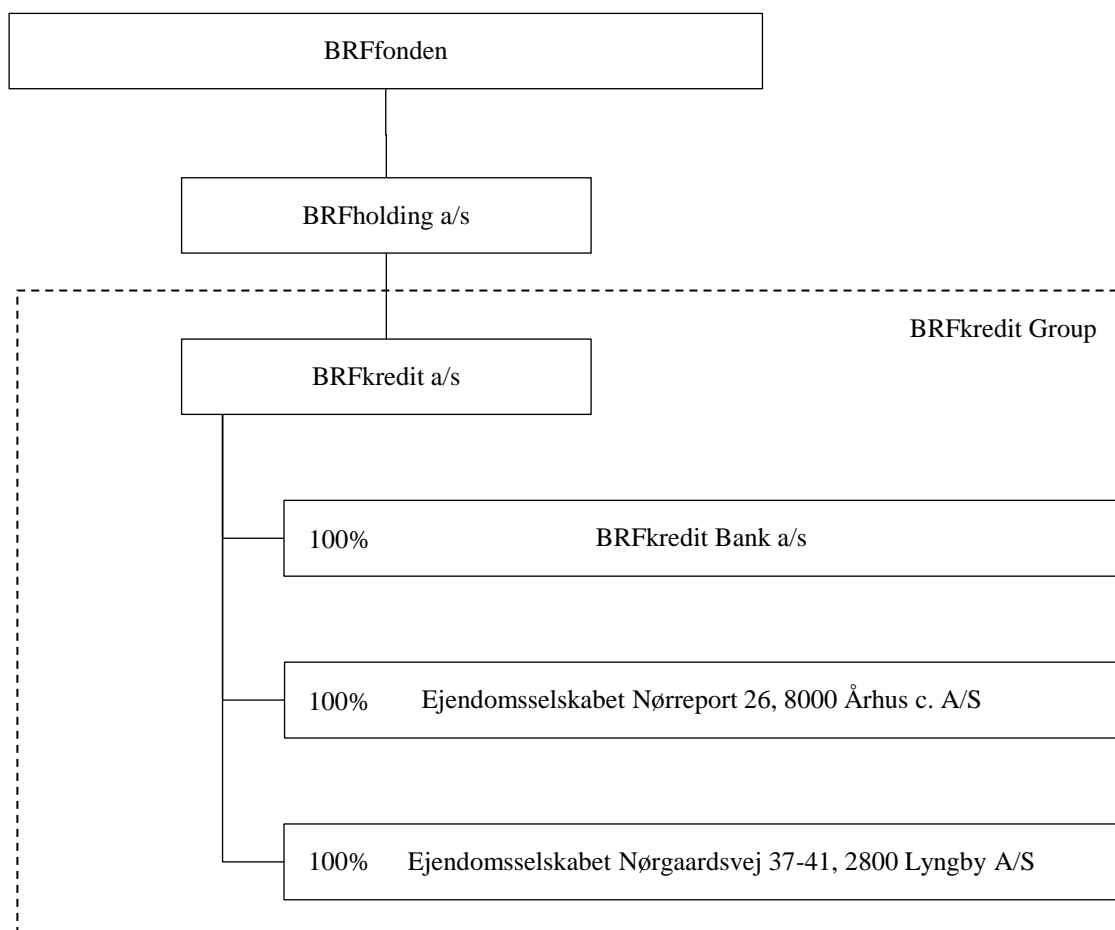 BRFfonden
BRFholding a/s
BRFkredit Group
BRFkredit a/s
100% BRFkredit Bank a/s
100% Ejendomsselskabet Nørreport 26, 8000 Århus c. A/S
100% Ejendomsselskabet Nørgaardsvej 37-41, 2800 Lyngby A/S